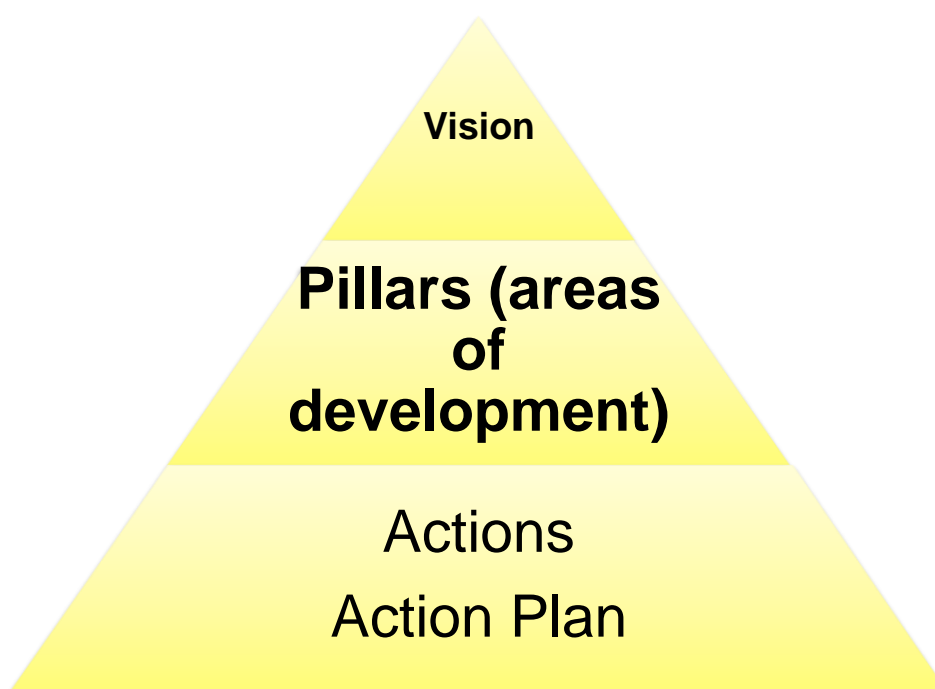 Vision
Pillars (areas
of
development)
Actions
Action Plan